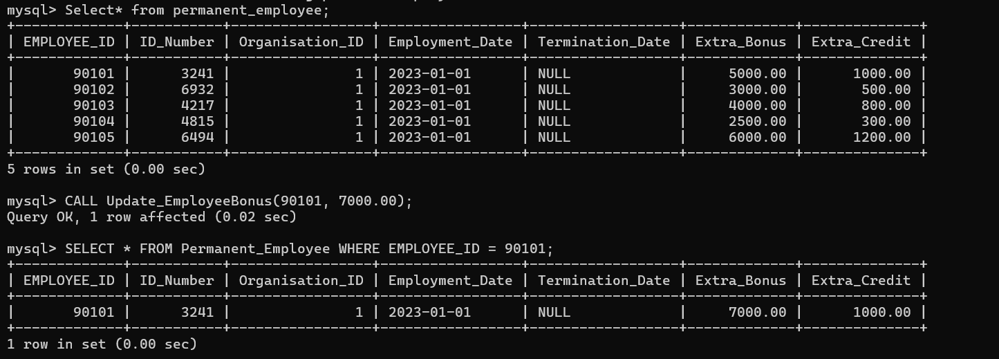 mysql> Select* from permanent_employee;
+-------------+-----------+-----------------+-----------------+------------------+-------------+--------------+
| EMPLOYEE_ID | ID_Number | Organisation_ID | Employment_Date | Termination_Date | Extra_Bonus | Extra_Credit |
+-------------+-----------+-----------------+-----------------+------------------+-------------+--------------+
|       90101 |      3241 |               1 | 2023-01-01      | NULL             |     5000.00 |      1000.00 |
|       90102 |      6932 |               1 | 2023-01-01      | NULL             |     3000.00 |       500.00 |
|       90103 |      4217 |               1 | 2023-01-01      | NULL             |     4000.00 |       800.00 |
|       90104 |      4815 |               1 | 2023-01-01      | NULL             |     2500.00 |       300.00 |
|       90105 |      6494 |               1 | 2023-01-01      | NULL             |     6000.00 |      1200.00 |
+-------------+-----------+-----------------+-----------------+------------------+-------------+--------------+
5 rows in set (0.00 sec)

mysql> CALL Update_EmployeeBonus(90101, 7000.00);
Query OK, 1 row affected (0.02 sec)

mysql> SELECT * FROM Permanent_Employee WHERE EMPLOYEE_ID = 90101;
+-------------+-----------+-----------------+-----------------+------------------+-------------+--------------+
| EMPLOYEE_ID | ID_Number | Organisation_ID | Employment_Date | Termination_Date | Extra_Bonus | Extra_Credit |
+-------------+-----------+-----------------+-----------------+------------------+-------------+--------------+
|       90101 |      3241 |               1 | 2023-01-01      | NULL             |     7000.00 |      1000.00 |
+-------------+-----------+-----------------+-----------------+------------------+-------------+--------------+
1 row in set (0.00 sec)